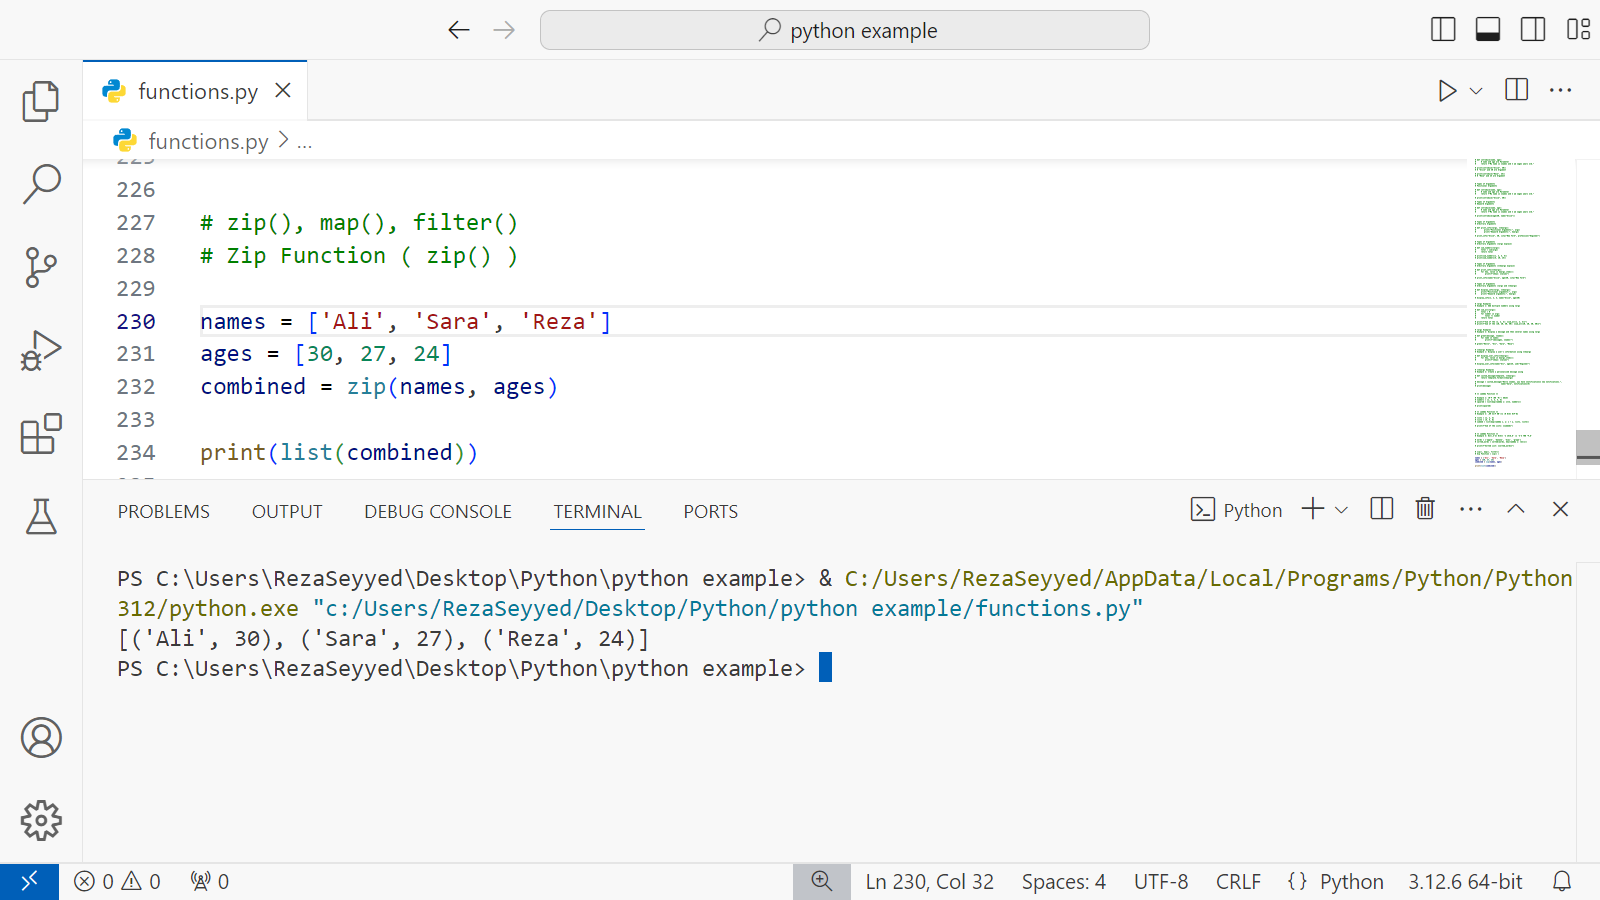 python example
functions.py
functions.py > ...
226
227 # zip(), map(), filter()
228 # Zip Function ( zip() )
229
230 names = ['Ali', 'Sara', 'Reza']
231 ages = [30, 27, 24]
232 combined = zip(names, ages)
233
234 print(list(combined))
PROBLEMS OUTPUT DEBUG CONSOLE TERMINAL PORTS Python
PS C:\Users\RezaSeyyed\Desktop\Python\python example> & C:/Users/RezaSeyyed/AppData/Local/Programs/Python/Python
312/python.exe "c:/Users/RezaSeyyed/Desktop/Python/python example/functions.py"
[('Ali', 30), ('Sara', 27), ('Reza', 24)]
PS C:\Users\RezaSeyyed\Desktop\Python\python example>
0 0 0 Ln 230, Col 32 Spaces: 4 UTF-8 CRLF {} Python 3.12.6 64-bit